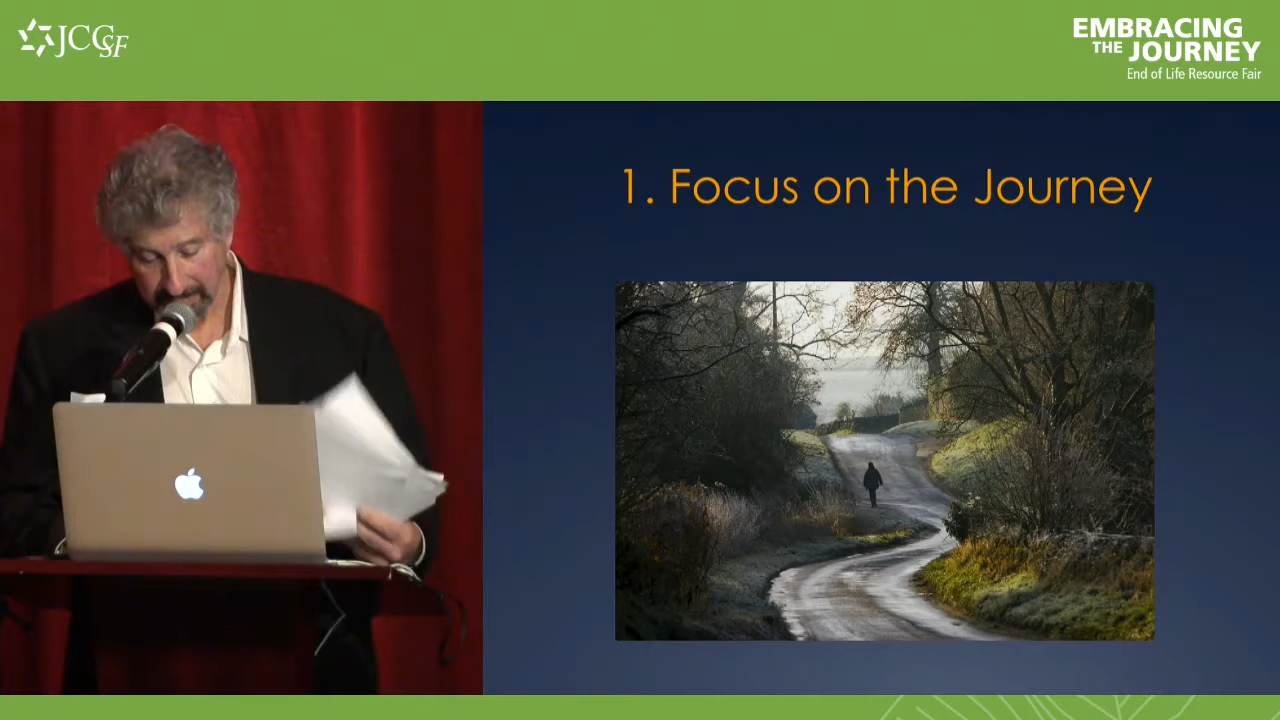 JCCSF
EMBRACING
THE JOURNEY
End of Life Resource Fair
1. Focus on the Journey